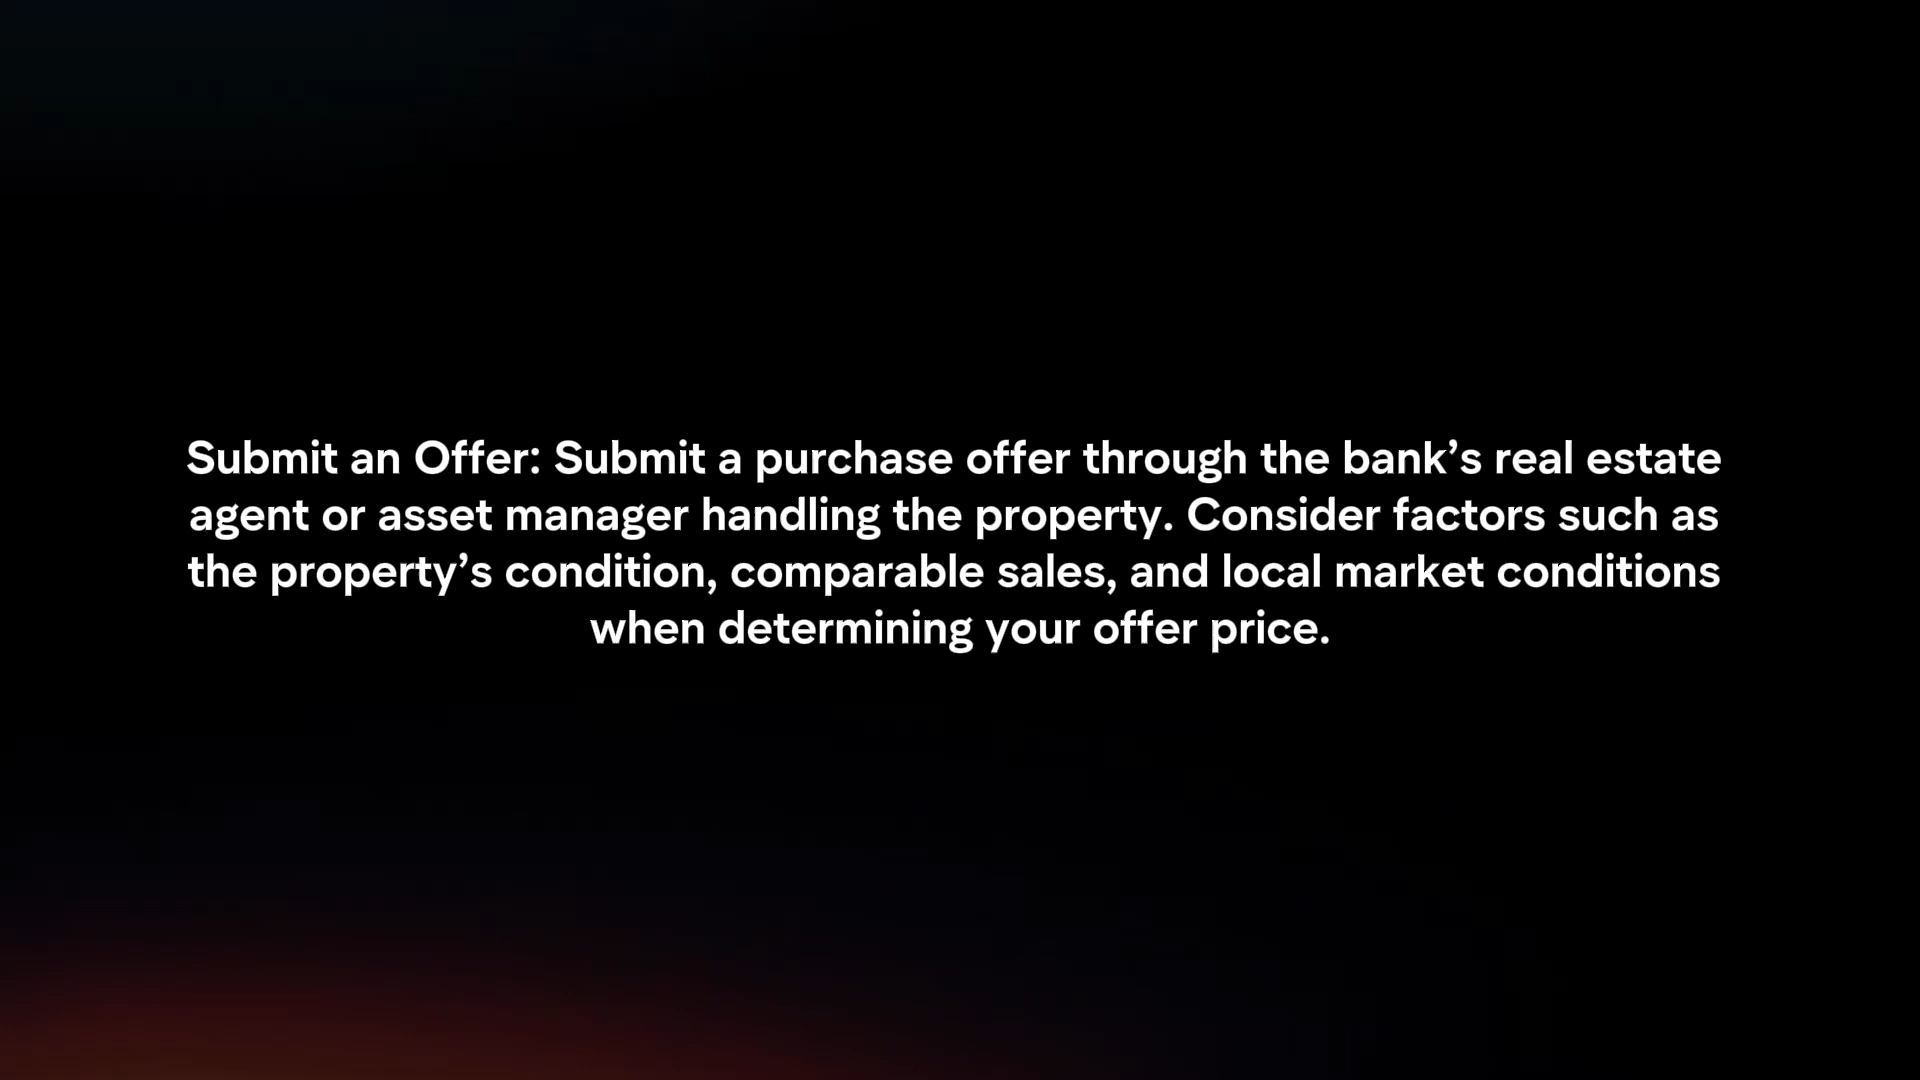 Submit an Offer: Submit a purchase offer through the bank’s real estate
agent or asset manager handling the property. Consider factors such as
the property’s condition, comparable sales, and local market conditions
when determining your offer price.